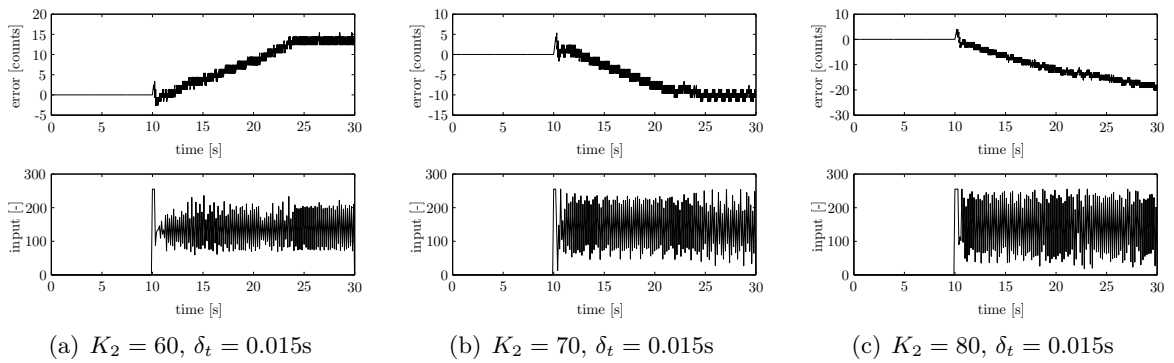 error [counts]
20
15
10
5
0
-5
0 5 10 15 20 25 30
time [s]
input [-]
300
200
100
0
0 5 10 15 20 25 30
time [s]
(a) K₂ = 60, δₜ = 0.015s
error [counts]
10
5
0
-5
-10
-15
0 5 10 15 20 25 30
time [s]
input [-]
300
200
100
0
0 5 10 15 20 25 30
time [s]
(b) K₂ = 70, δₜ = 0.015s
error [counts]
10
0
-10
-20
-30
0 5 10 15 20 25 30
time [s]
input [-]
300
200
100
0
0 5 10 15 20 25 30
time [s]
(c) K₂ = 80, δₜ = 0.015s